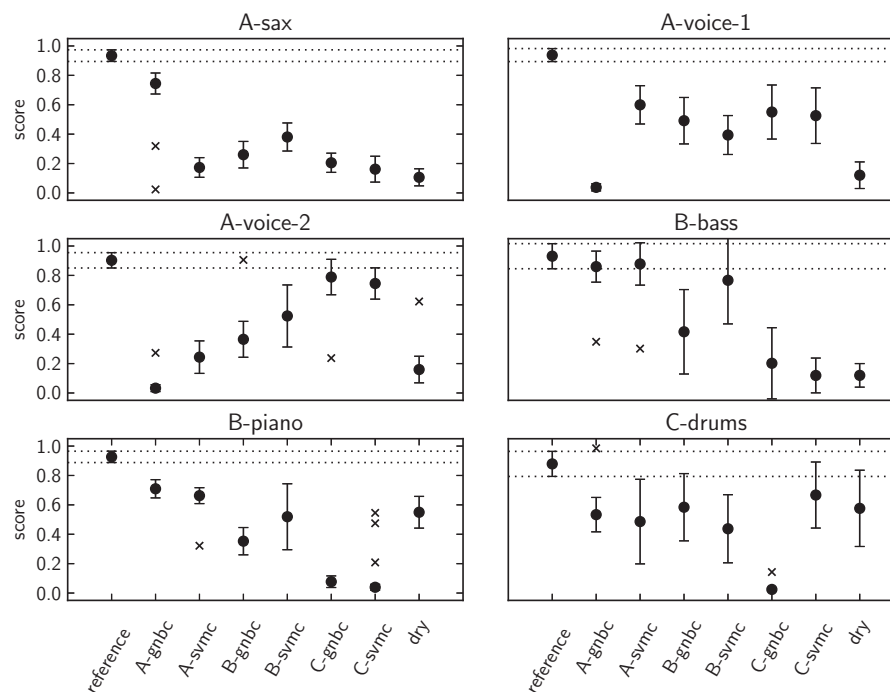 A-sax
A-voice-1
score
1.0
0.8
0.6
0.4
0.2
0.0
A-voice-2
B-bass
score
1.0
0.8
0.6
0.4
0.2
0.0
B-piano
C-drums
score
1.0
0.8
0.6
0.4
0.2
0.0
reference
A-gnbc
A-svmc
B-gnbc
B-svmc
C-gnbc
C-svmc
dry
reference
A-gnbc
A-svmc
B-gnbc
B-svmc
C-gnbc
C-svmc
dry